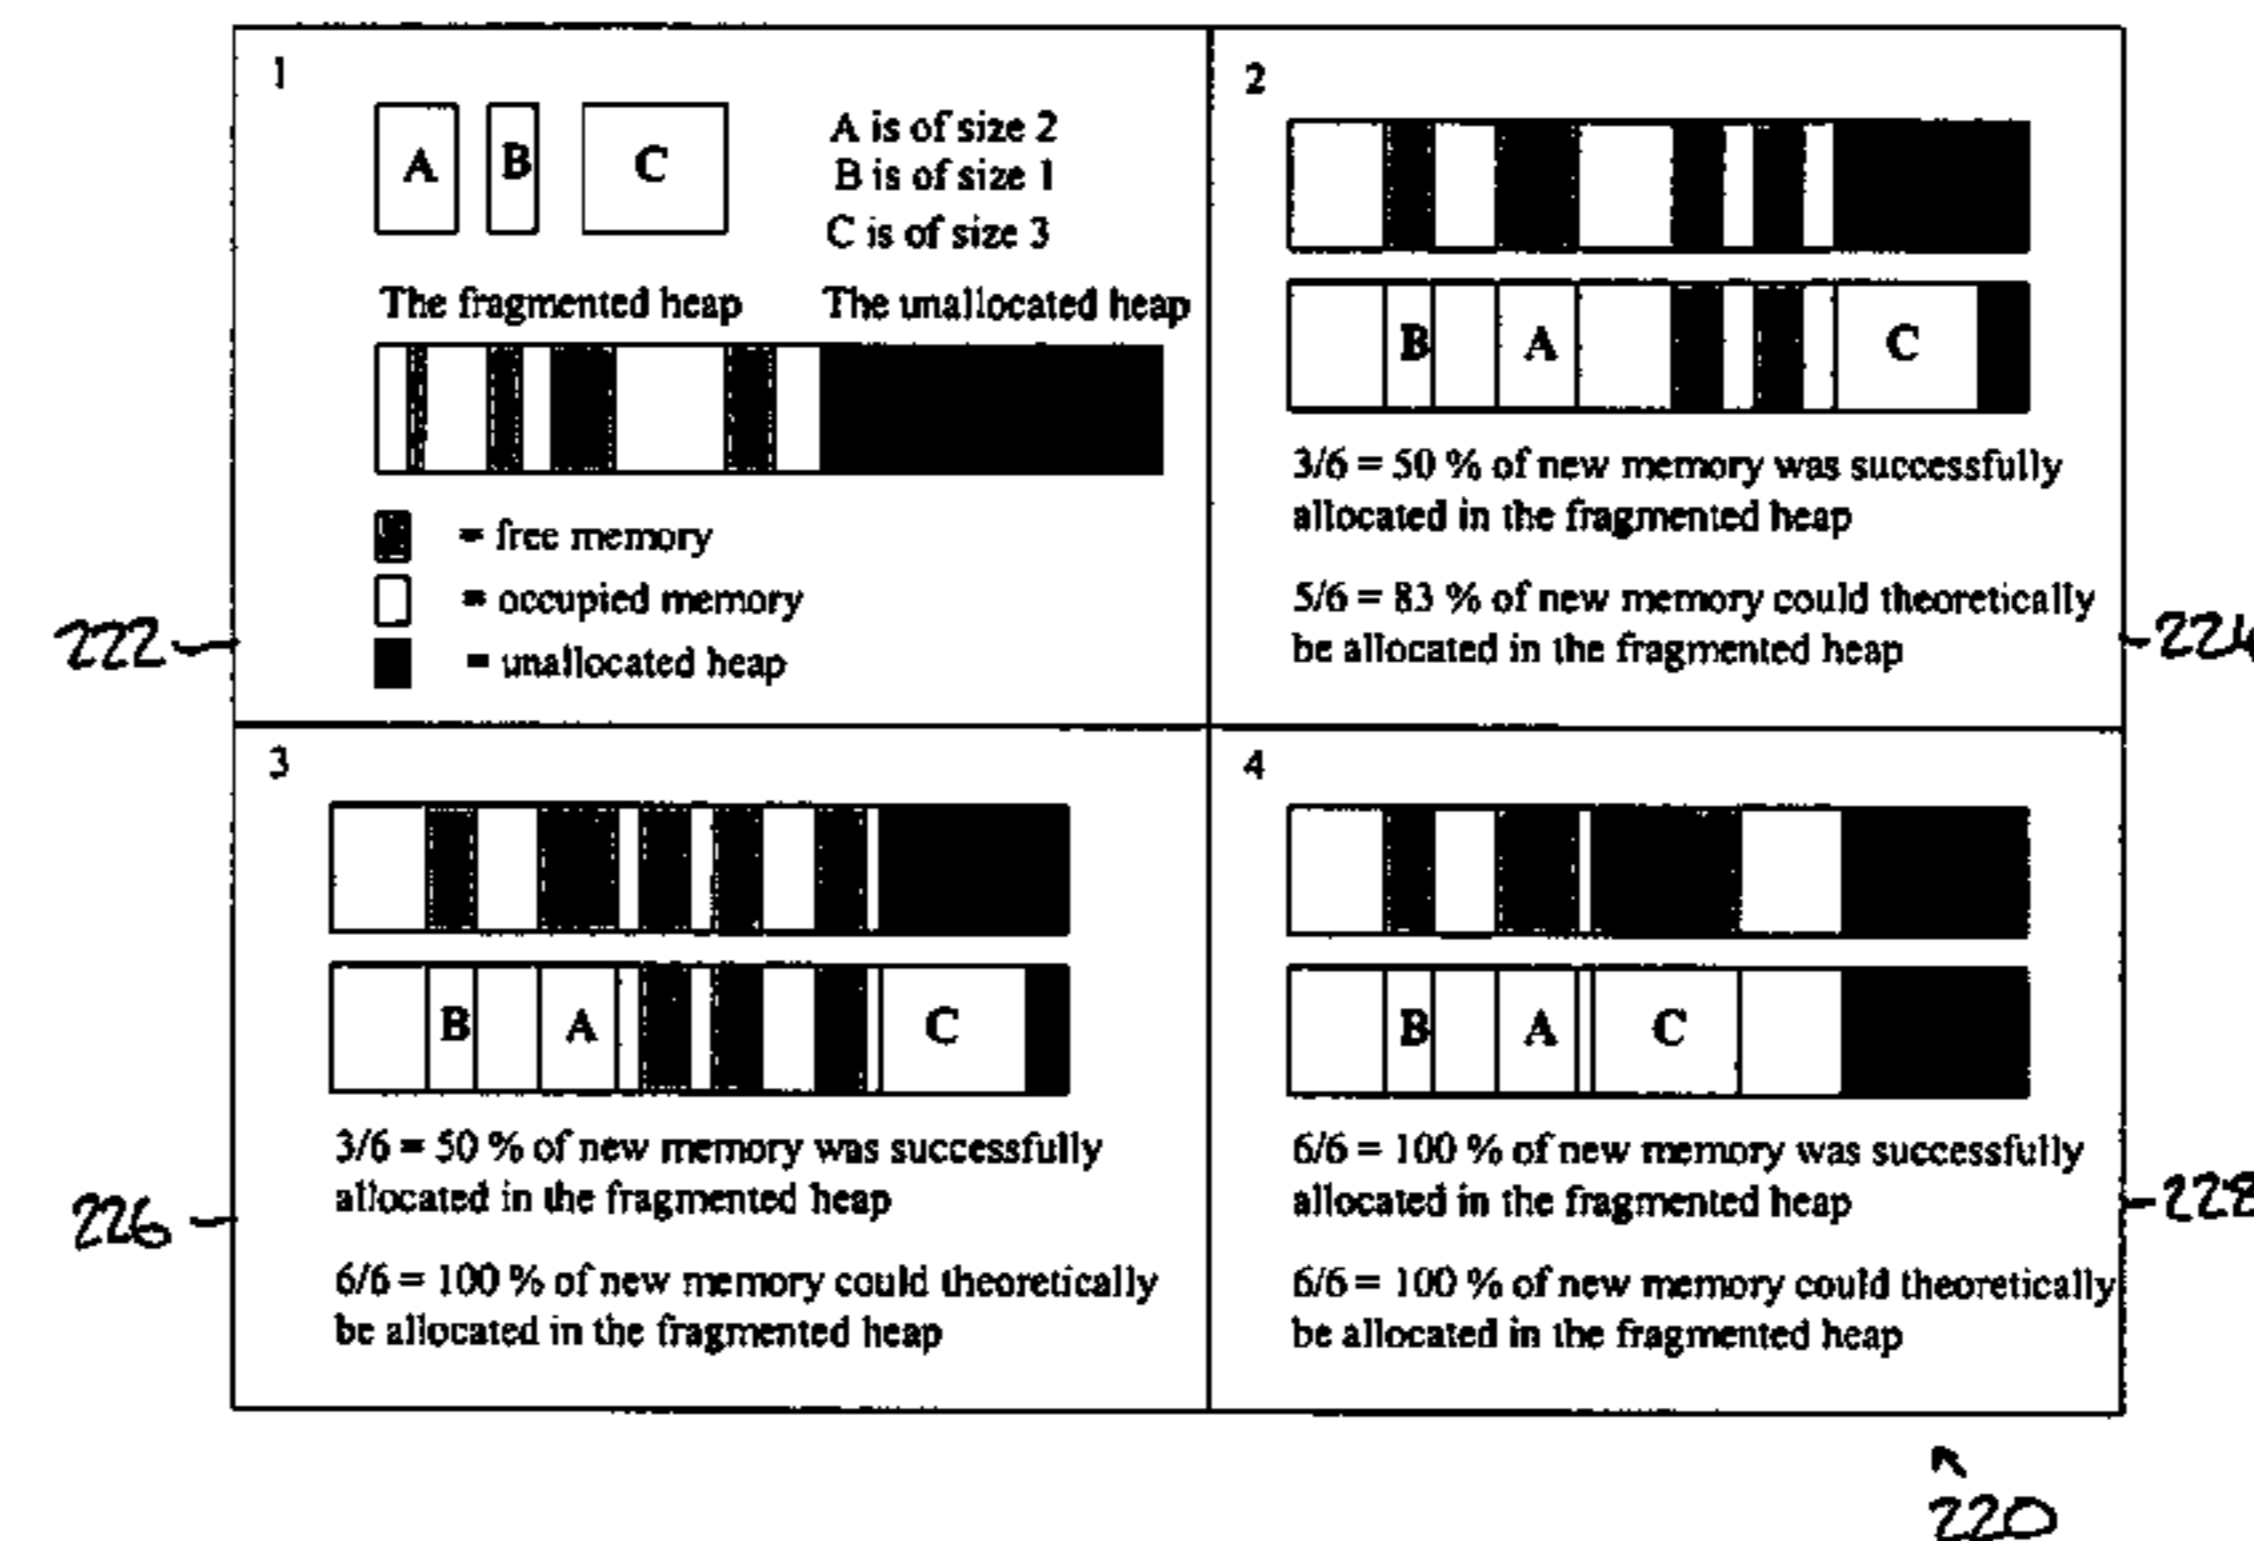 1
A
B
C
A is of size 2
B is of size 1
C is of size 3
The fragmented heap
The unallocated heap
= free memory
= occupied memory
= unallocated heap
222
2
B
A
C
3/6 = 50 % of new memory was successfully
allocated in the fragmented heap
5/6 = 83 % of new memory could theoretically
be allocated in the fragmented heap
224
3
B
A
C
3/6 = 50 % of new memory was successfully
allocated in the fragmented heap
6/6 = 100 % of new memory could theoretically
be allocated in the fragmented heap
226
4
B
A
C
6/6 = 100 % of new memory was successfully
allocated in the fragmented heap
6/6 = 100 % of new memory could theoretically
be allocated in the fragmented heap
228
220